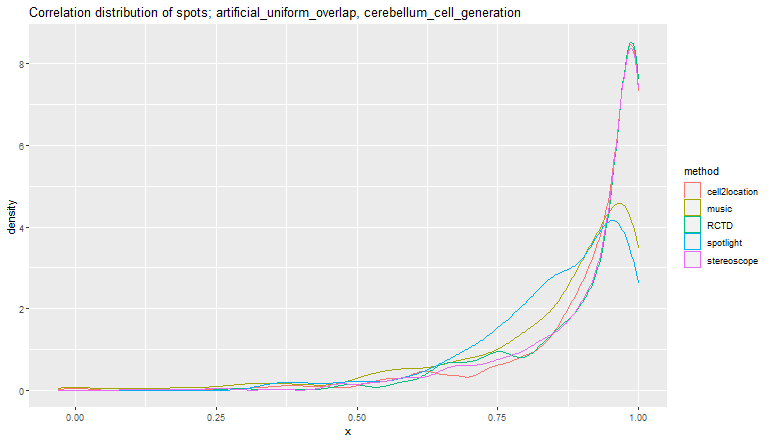 Correlation distribution of spots; artificial_uniform_overlap, cerebellum_cell_generation
8
6
4
2
0
density
0.00 0.25 0.50 0.75 1.00
x
method
cell2location
music
RCTD
spotlight
stereoscope